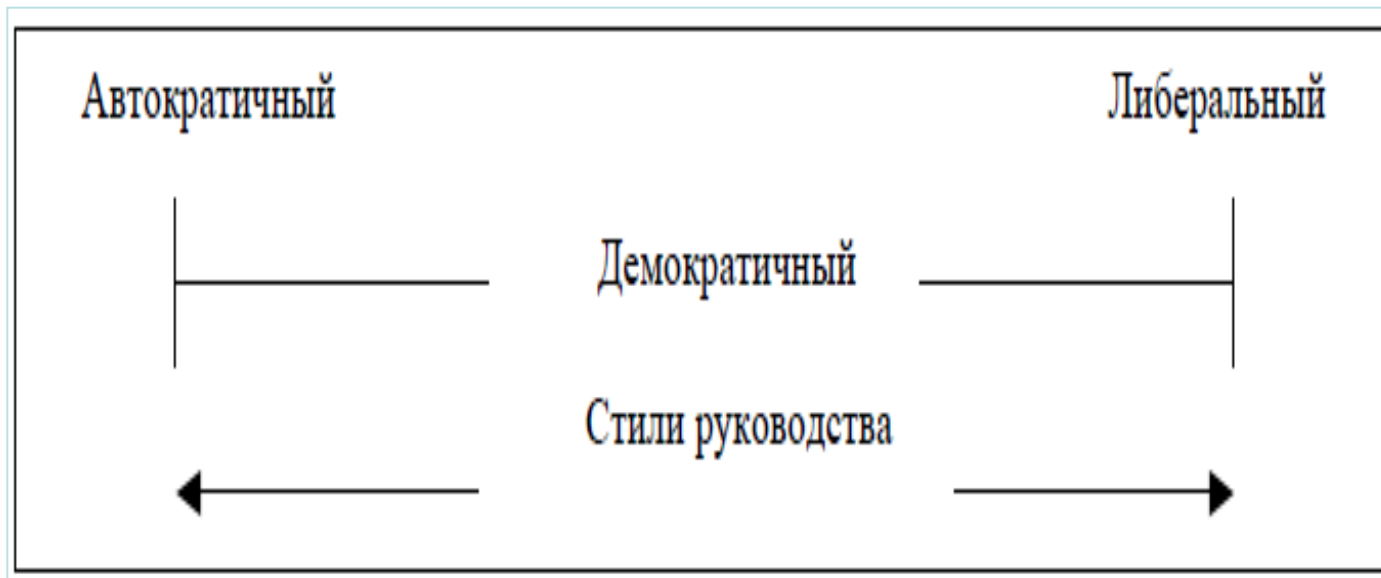 Автократичный Либеральный
Демократичный
Стили руководства